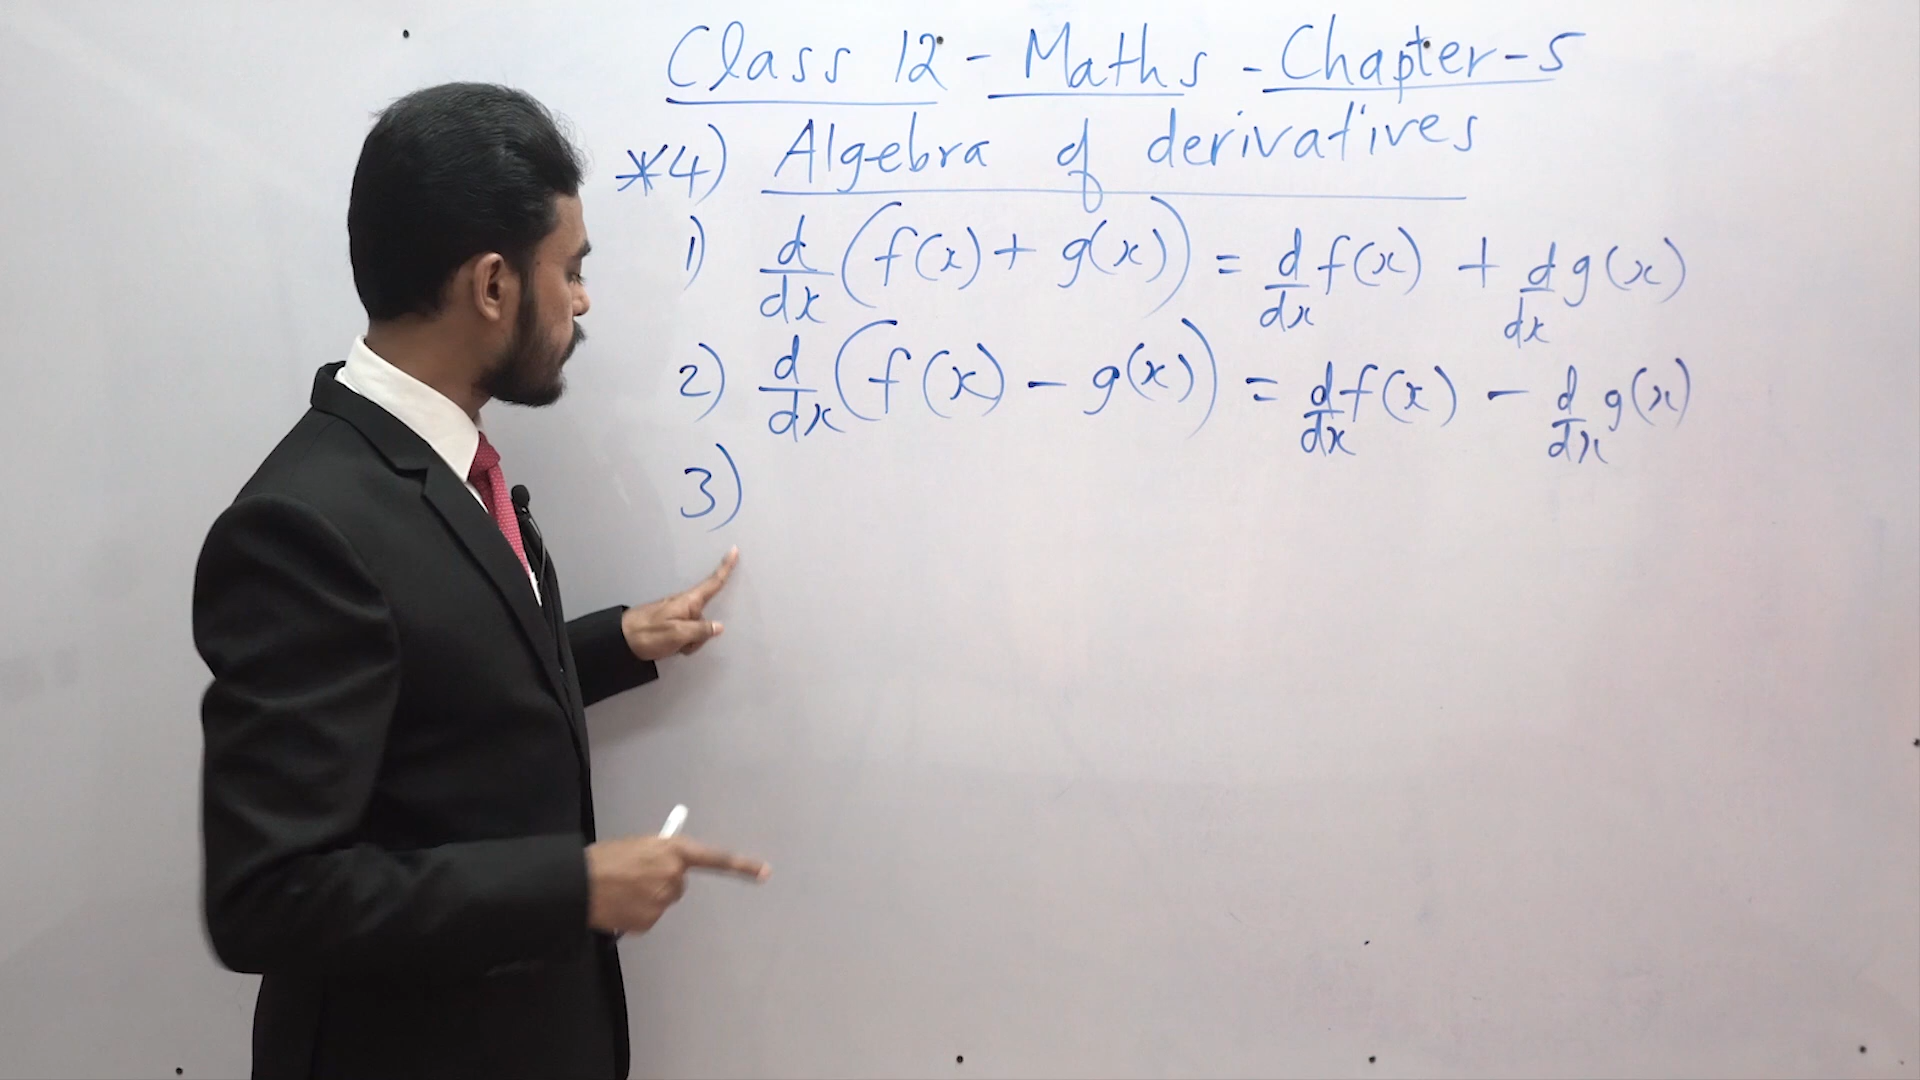 Class 12 - Maths - Chapter-5
*4) Algebra of derivatives
1) d/dx (f(x) + g(x)) = d/dx f(x) + d/dx g(x)
2) d/dx (f(x) - g(x)) = d/dx f(x) - d/dx g(x)
3)